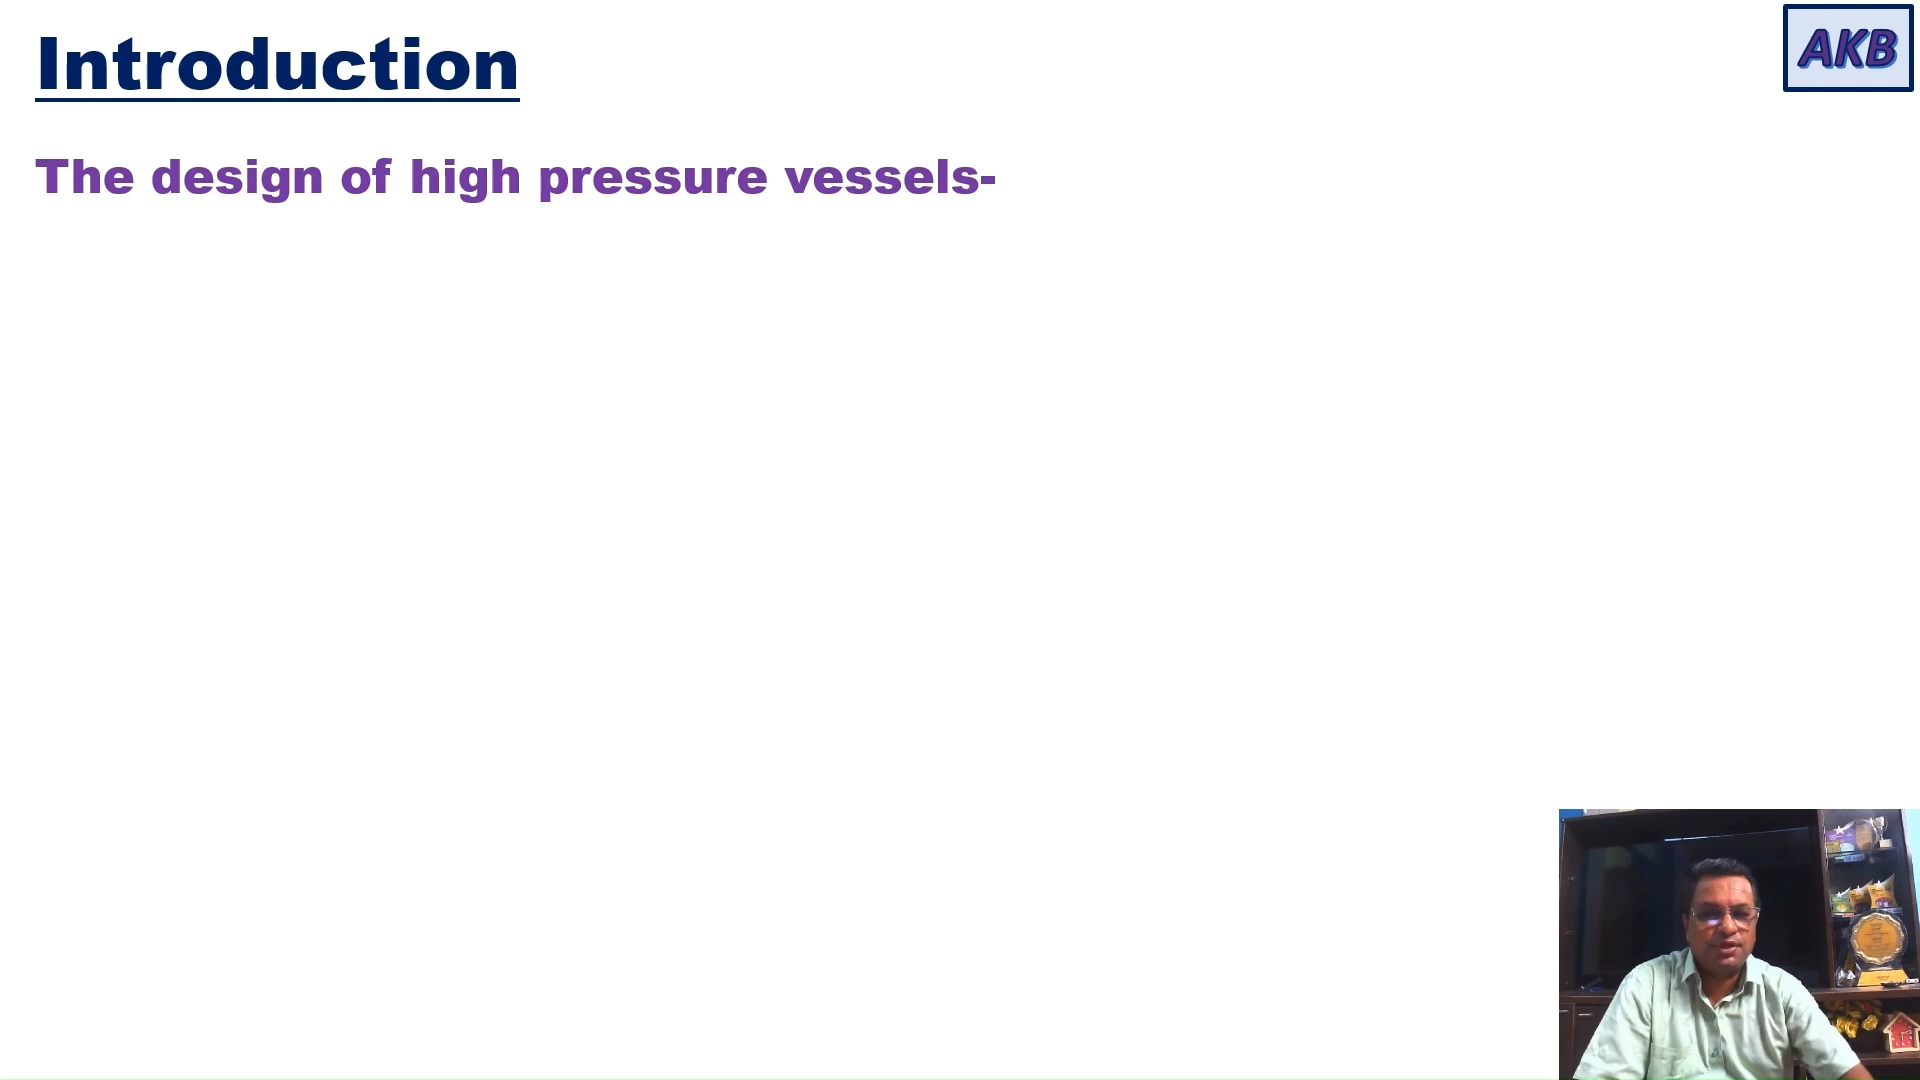 Introduction
AKB
The design of high pressure vessels-